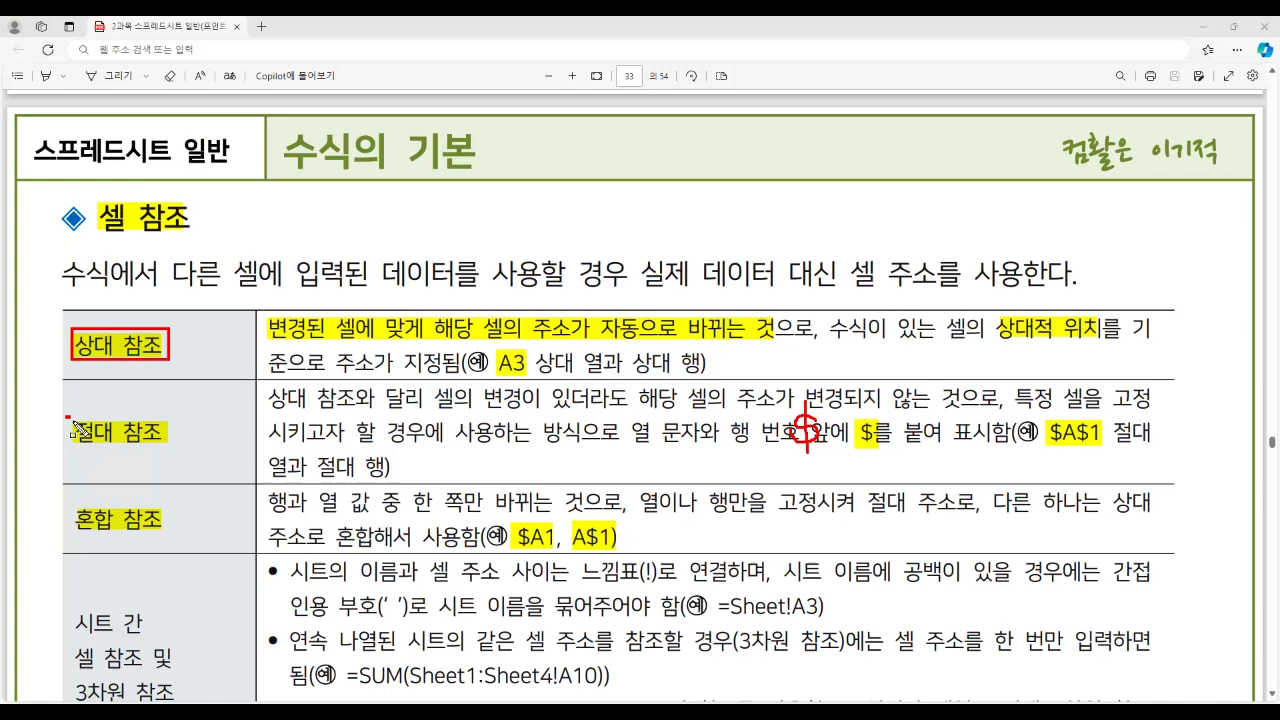 2과목 스프레드시트 일반(포인트
웹 주소 검색 또는 입력
그리기
Copilot에 물어보기
33 의 54
스프레드시트 일반
수식의 기본
컴활은 이기적
셀 참조
수식에서 다른 셀에 입력된 데이터를 사용할 경우 실제 데이터 대신 셀 주소를 사용한다.
상대 참조
변경된 셀에 맞게 해당 셀의 주소가 자동으로 바뀌는 것으로, 수식이 있는 셀의 상대적 위치를 기
준으로 주소가 지정됨(예 A3 상대 열과 상대 행)
절대 참조
상대 참조와 달리 셀의 변경이 있더라도 해당 셀의 주소가 변경되지 않는 것으로, 특정 셀을 고정
시키고자 할 경우에 사용하는 방식으로 열 문자와 행 번호 앞에 $를 붙여 표시함(예 $A$1 절대
열과 절대 행)
$
혼합 참조
행과 열 값 중 한 쪽만 바뀌는 것으로, 열이나 행만을 고정시켜 절대 주소로, 다른 하나는 상대
주소로 혼합해서 사용함(예 $A1, A$1)
시트 간
셀 참조 및
3차원 참조
• 시트의 이름과 셀 주소 사이는 느낌표(!)로 연결하며, 시트 이름에 공백이 있을 경우에는 간접
인용 부호(‘ ’)로 시트 이름을 묶어주어야 함(예 =Sheet!A3)
• 연속 나열된 시트의 같은 셀 주소를 참조할 경우(3차원 참조)에는 셀 주소를 한 번만 입력하면
됨(예 =SUM(Sheet1:Sheet4!A10))